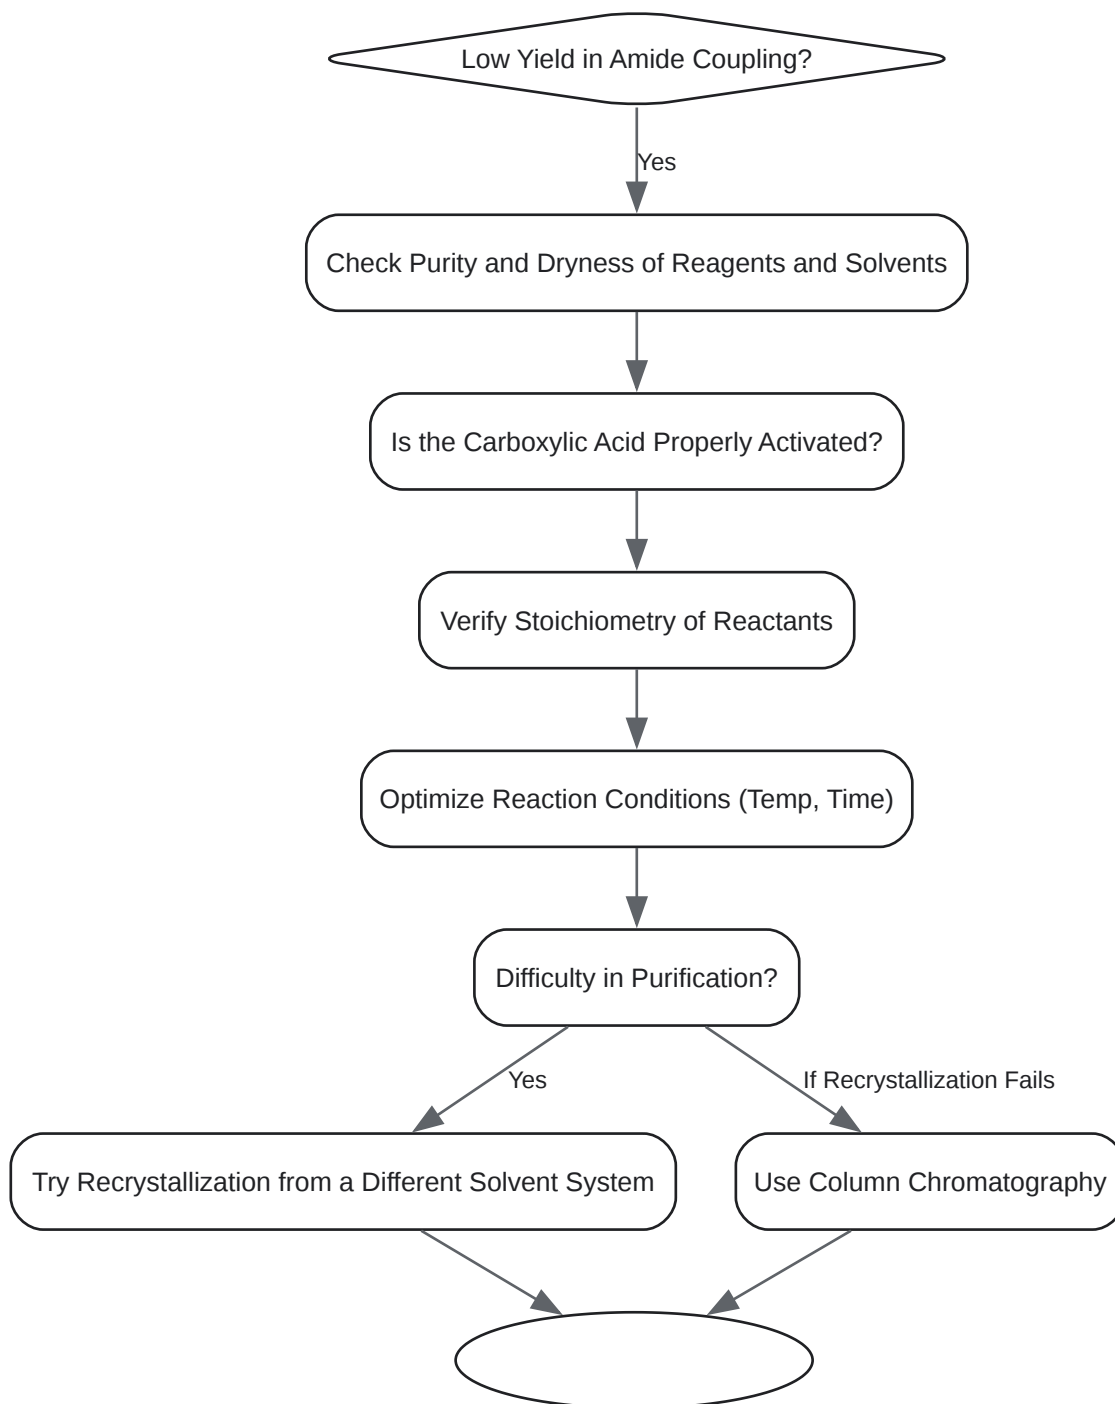 Low Yield in Amide Coupling?
Yes
Check Purity and Dryness of Reagents and Solvents
Is the Carboxylic Acid Properly Activated?
Verify Stoichiometry of Reactants
Optimize Reaction Conditions (Temp, Time)
Difficulty in Purification?
Yes
If Recrystallization Fails
Try Recrystallization from a Different Solvent System
Use Column Chromatography